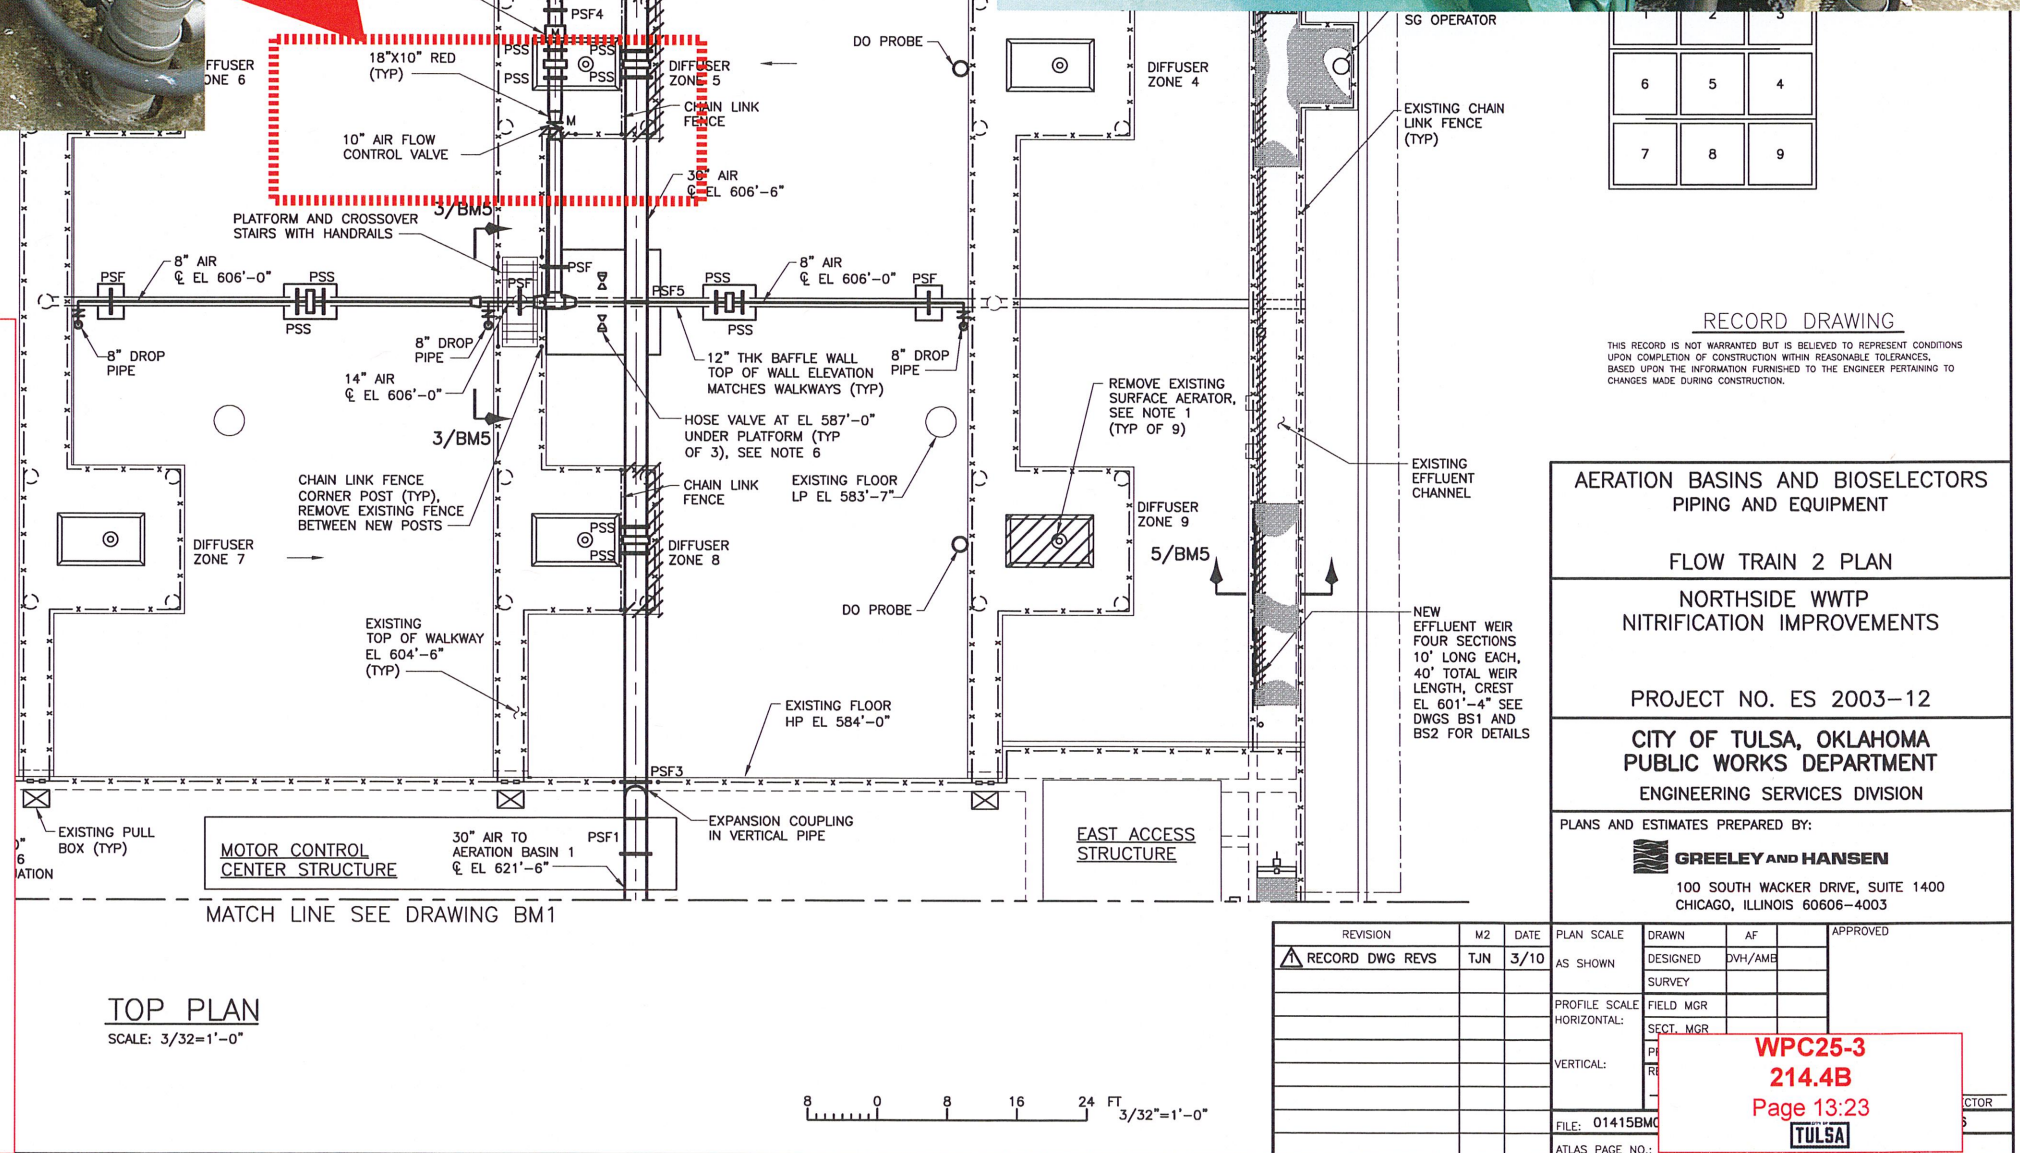 PSF4
18"X10" RED
(TYP)
PSS
PSS
PSS
PSS
DIFFUSER
ZONE 5
CHAIN LINK
FENCE
M
M
10" AIR FLOW
CONTROL VALVE
30" AIR
℄ EL 606'-6"
DO PROBE
DIFFUSER
ZONE 4
SG OPERATOR
EXISTING CHAIN
LINK FENCE
(TYP)
1 2 3
6 5 4
7 8 9
ZONE 6
PLATFORM AND CROSSOVER
STAIRS WITH HANDRAILS
3/BM5
8" AIR
℄ EL 606'-0"
PSF
PSS
PSS
PSF
PSF
PSF5
PSS
PSS
8" AIR
℄ EL 606'-0"
PSF
8" DROP
PIPE
8" DROP
PIPE
14" AIR
℄ EL 606'-0"
12" THK BAFFLE WALL
TOP OF WALL ELEVATION
MATCHES WALKWAYS (TYP)
8" DROP
PIPE
3/BM5
HOSE VALVE AT EL 587'-0"
UNDER PLATFORM (TYP
OF 3), SEE NOTE 6
REMOVE EXISTING
SURFACE AERATOR,
SEE NOTE 1
(TYP OF 9)
RECORD DRAWING
THIS RECORD IS NOT WARRANTED BUT IS BELIEVED TO REPRESENT CONDITIONS
UPON COMPLETION OF CONSTRUCTION WITHIN REASONABLE TOLERANCES,
BASED UPON THE INFORMATION FURNISHED TO THE ENGINEER PERTAINING TO
CHANGES MADE DURING CONSTRUCTION.
CHAIN LINK FENCE
CORNER POST (TYP),
REMOVE EXISTING FENCE
BETWEEN NEW POSTS
CHAIN LINK
FENCE
EXISTING FLOOR
LP EL 583'-7"
EXISTING
EFFLUENT
CHANNEL
DIFFUSER
ZONE 7
PSS
PSS
DIFFUSER
ZONE 8
DIFFUSER
ZONE 9
5/BM5
DO PROBE
EXISTING
TOP OF WALKWAY
EL 604'-6"
(TYP)
EXISTING FLOOR
HP EL 584'-0"
NEW
EFFLUENT WEIR
FOUR SECTIONS
10' LONG EACH,
40' TOTAL WEIR
LENGTH, CREST
EL 601'-4" SEE
DWGS BS1 AND
BS2 FOR DETAILS
PSF3
EXPANSION COUPLING
IN VERTICAL PIPE
EXISTING PULL
BOX (TYP)
MOTOR CONTROL
CENTER STRUCTURE
30" AIR TO
AERATION BASIN 1
℄ EL 621'-6"
PSF1
EAST ACCESS
STRUCTURE
MATCH LINE SEE DRAWING BM1
TOP PLAN
SCALE: 3/32=1'-0"
8 0 8 16 24 FT
3/32"=1'-0"
AERATION BASINS AND BIOSELECTORS
PIPING AND EQUIPMENT
FLOW TRAIN 2 PLAN
NORTHSIDE WWTP
NITRIFICATION IMPROVEMENTS
PROJECT NO. ES 2003-12
CITY OF TULSA, OKLAHOMA
PUBLIC WORKS DEPARTMENT
ENGINEERING SERVICES DIVISION
PLANS AND ESTIMATES PREPARED BY:
GREELEY AND HANSEN
100 SOUTH WACKER DRIVE, SUITE 1400
CHICAGO, ILLINOIS 60606-4003
REVISION M2 DATE
1 RECORD DWG REVS TJN 3/10
PLAN SCALE
AS SHOWN
PROFILE SCALE
HORIZONTAL:
VERTICAL:
DRAWN AF
DESIGNED DVH/AMB
SURVEY
FIELD MGR
SECT. MGR
APPROVED
FILE:
ATLAS PAGE NO.:
WPC25-3
214.4B
Page 13:23
CITY OF
TULSA